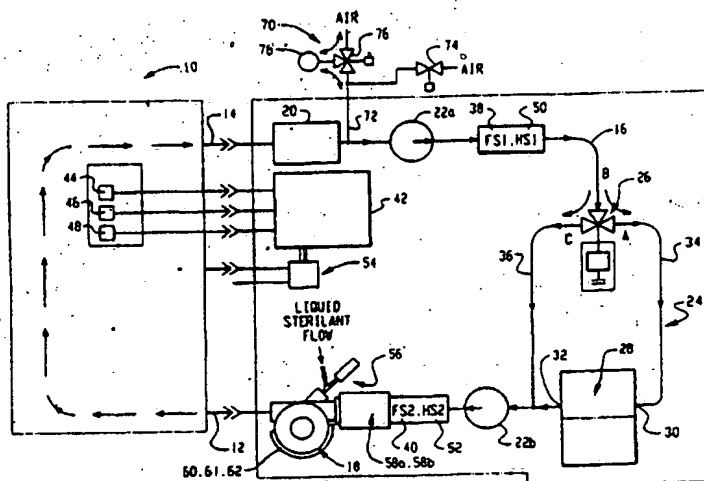 AIR
70
76
76
74
AIR
10
14
20
72
22a
38
50
FS1.HS1
16
B
26
44
46
48
42
C
A
34
36
54
24
LIQUID
STERILANT
FLOW
56
32
28
FS2.HS2
12
40
52
22b
30
60.61.62
18
58a.58b